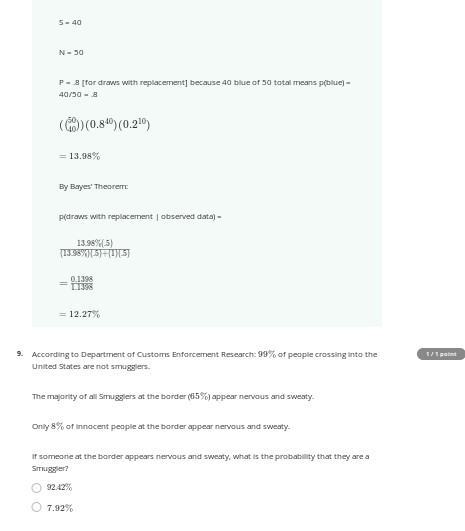 S = 40
N = 50
P = .8 [for draws with replacement] because 40 blue of 50 total means p(blue) =
40/50 = .8
((50 40))(0.8^40)(0.2^10)
= 13.98%
By Bayes' Theorem:
p(draws with replacement | observed data) =
13.98%(.5)
(13.98%)(.5)+(1)(.5)
= 0.1398
1.1398
= 12.27%
9. According to Department of Customs Enforcement Research: 99% of people crossing into the
1 / 1 point
United States are not smugglers.
The majority of all Smugglers at the border (65%) appear nervous and sweaty.
Only 8% of innocent people at the border appear nervous and sweaty.
If someone at the border appears nervous and sweaty, what is the probability that they are a
Smuggler?
92.42%
7.92%